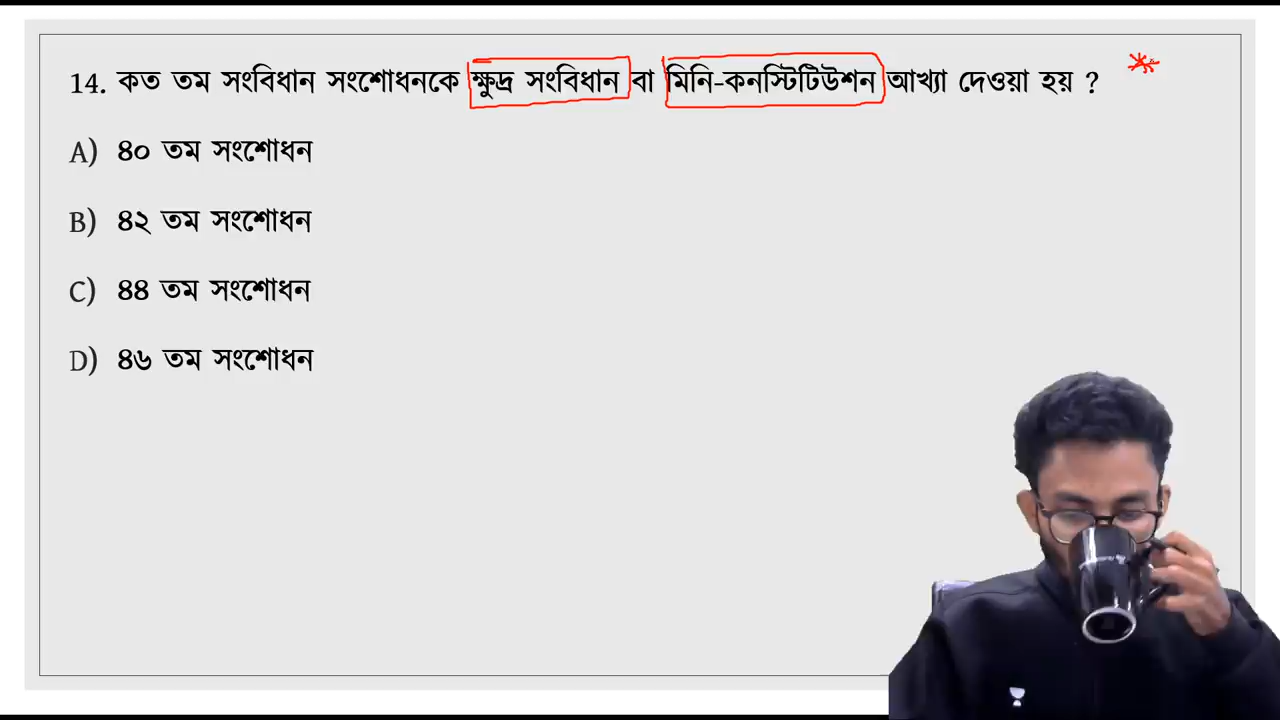 14. কত তম সংবিধান সংশোধনকে ক্ষুদ্র সংবিধান বা মিনি-কনস্টিটিউশন আখ্যা দেওয়া হয় ?
A) ৪০ তম সংশোধন
B) ৪২ তম সংশোধন
C) ৪৪ তম সংশোধন
D) ৪৬ তম সংশোধন